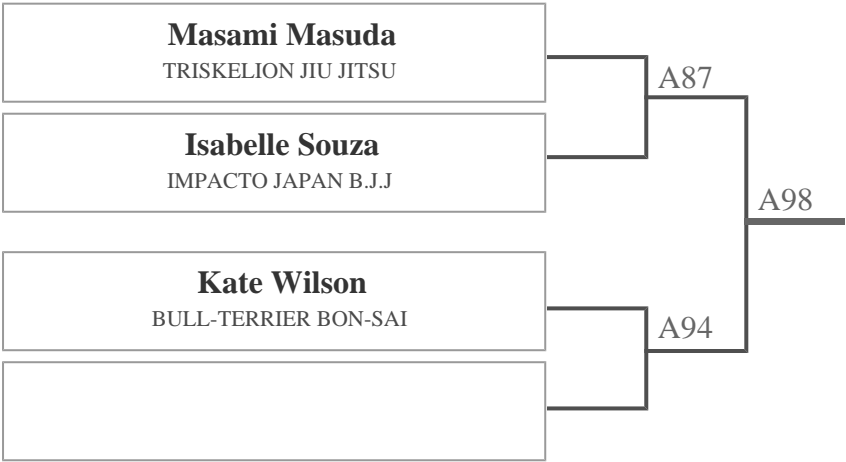 Masami Masuda
TRISKELION JIU JITSU
A87
Isabelle Souza
IMPACTO JAPAN B.J.J
A98
Kate Wilson
BULL-TERRIER BON-SAI
A94